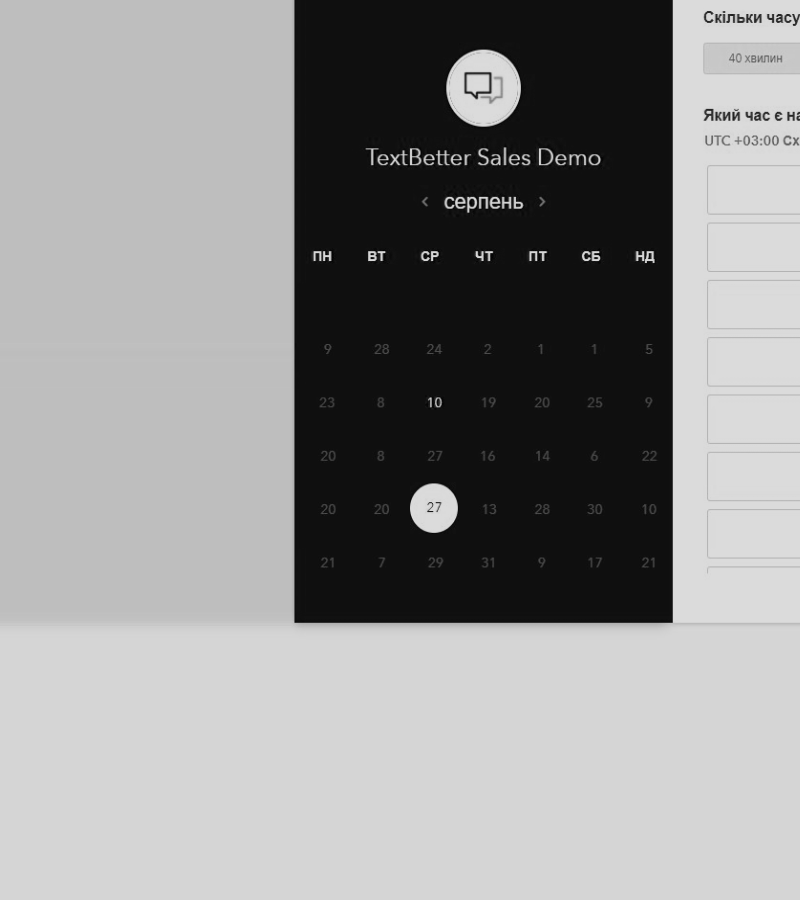 Скільки часу
40 хвилин
TextBetter Sales Demo
Який час є
UTC +03:00
< серпень >
ПН ВТ СР ЧТ ПТ СБ НД
9 28 24 2 1 1 5
23 8 10 19 20 25 9
20 8 27 16 14 6 22
20 20 27 13 28 30 10
21 7 29 31 9 17 21